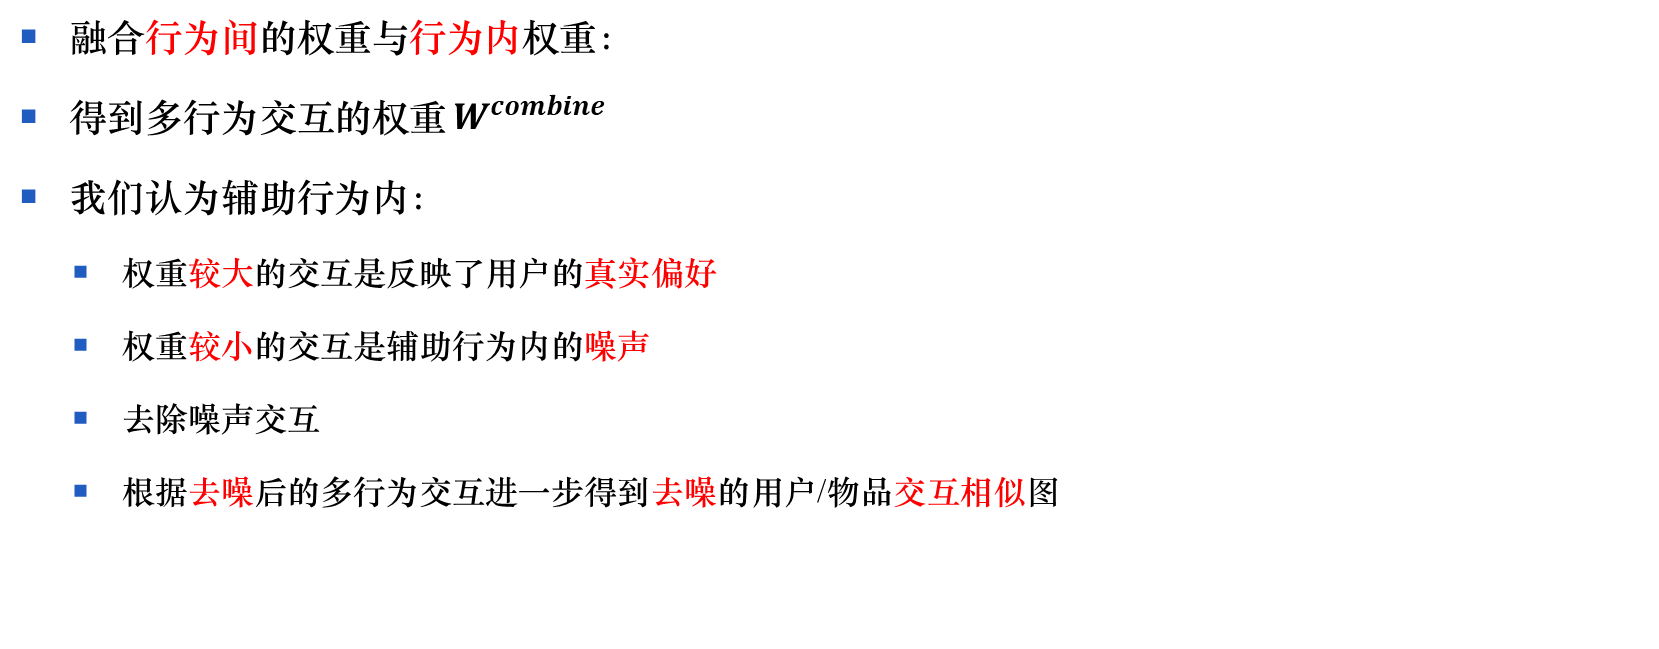 融合行为间的权重与行为内权重：
得到多行为交互的权重W^combine
我们认为辅助行为内：
权重较大的交互是反映了用户的真实偏好
权重较小的交互是辅助行为内的噪声
去除噪声交互
根据去噪后的多行为交互进一步得到去噪的用户/物品交互相似图